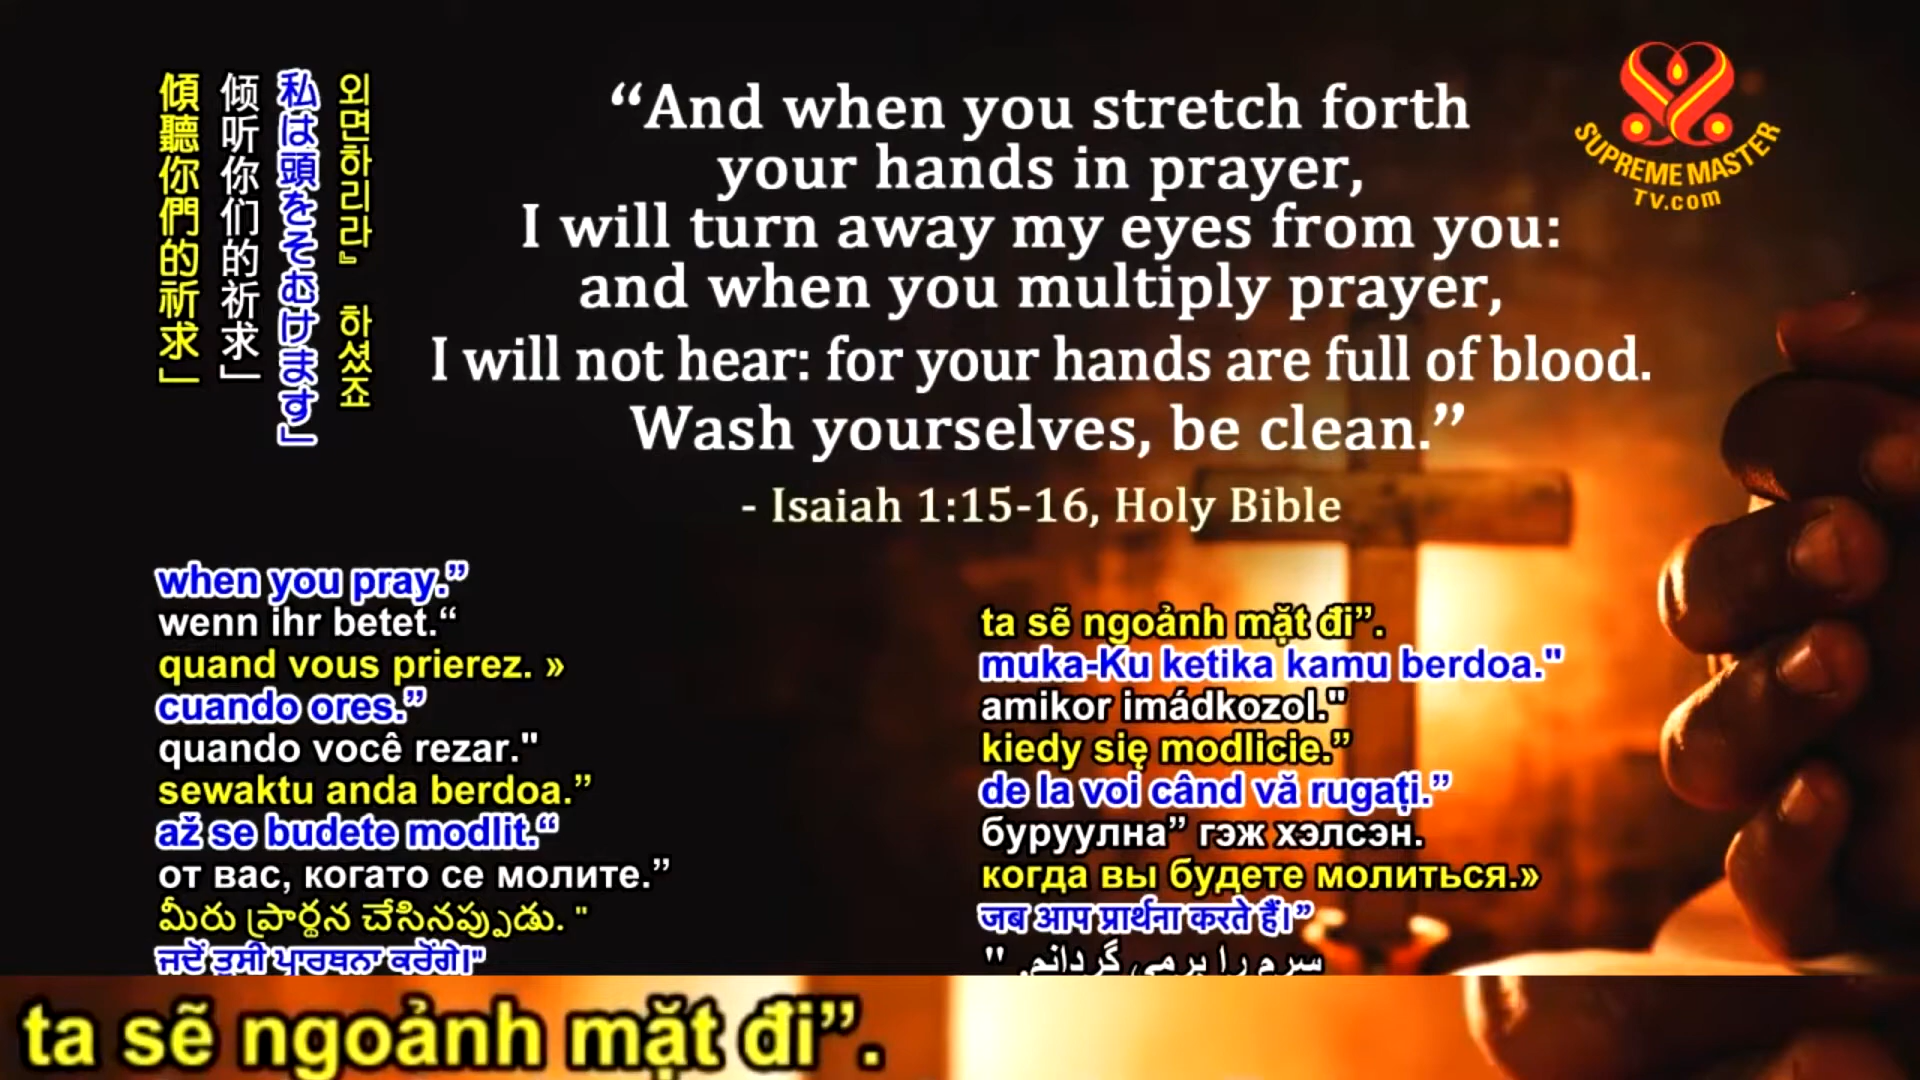 “And when you stretch forth
your hands in prayer,
I will turn away my eyes from you:
and when you multiply prayer,
I will not hear: for your hands are full of blood.
Wash yourselves, be clean.”
- Isaiah 1:15-16, Holy Bible
SUPREME MASTER
TV.com
외면하리라』 하셨죠
私は頭をそむけます」
倾听你们的祈求」
傾聽你們的祈求」
when you pray.”
wenn ihr betet.“
quand vous prierez. »
cuando ores.”
quando você rezar."
sewaktu anda berdoa.”
až se budete modlit.“
от вас, когато се молите.”
మీరు ప్రార్థన చేసినప్పుడు. "
ਜਦੋਂ ਤੁਸੀਂ ਪ੍ਰਾਰਥਨਾ ਕਰੋਂਗੇ।"
ta sẽ ngoảnh mặt đi”.
muka-Ku ketika kamu berdoa."
amikor imádkozol."
kiedy się modlicie.”
de la voi când vă rugați.”
буруулна” гэж хэлсэн.
когда вы будете молиться.»
जब आप प्रार्थना करते हैं।”
سرم را برمی گردانم. "
ta sẽ ngoảnh mặt đi”.